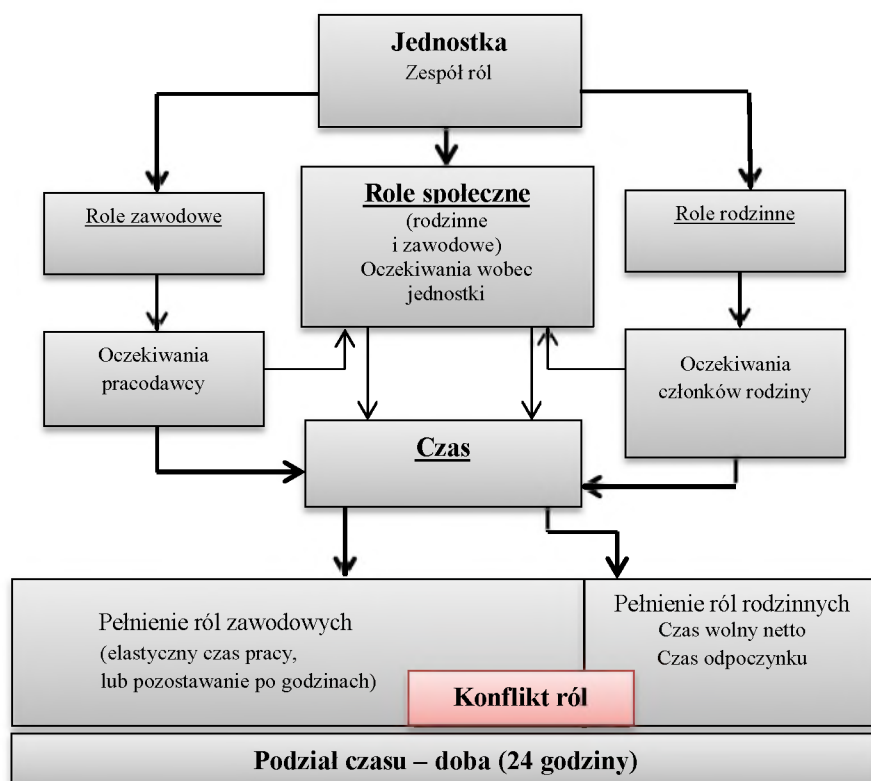 Jednostka
Zespół ról
Role zawodowe
Role społeczne
(rodzinne
i zawodowe)
Oczekiwania wobec
jednostki
Role rodzinne
Oczekiwania
pracodawcy
Oczekiwania
członków rodziny
Czas
Pełnienie ról zawodowych
(elastyczny czas pracy,
lub pozostawanie po godzinach)
Pełnienie ról rodzinnych
Czas wolny netto
Czas odpoczynku
Konflikt ról
Podział czasu – doba (24 godziny)